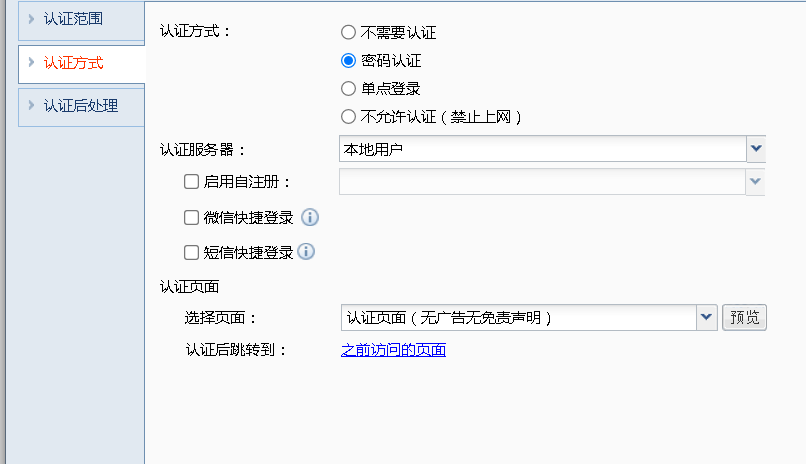 认证范围
认证方式
认证后处理
认证方式：
不需要认证
密码认证
单点登录
不允许认证（禁止上网）
认证服务器：
本地用户
启用自注册：
微信快捷登录
短信快捷登录
认证页面
选择页面：
认证页面（无广告无免责声明） 预览
认证后跳转到：
之前访问的页面